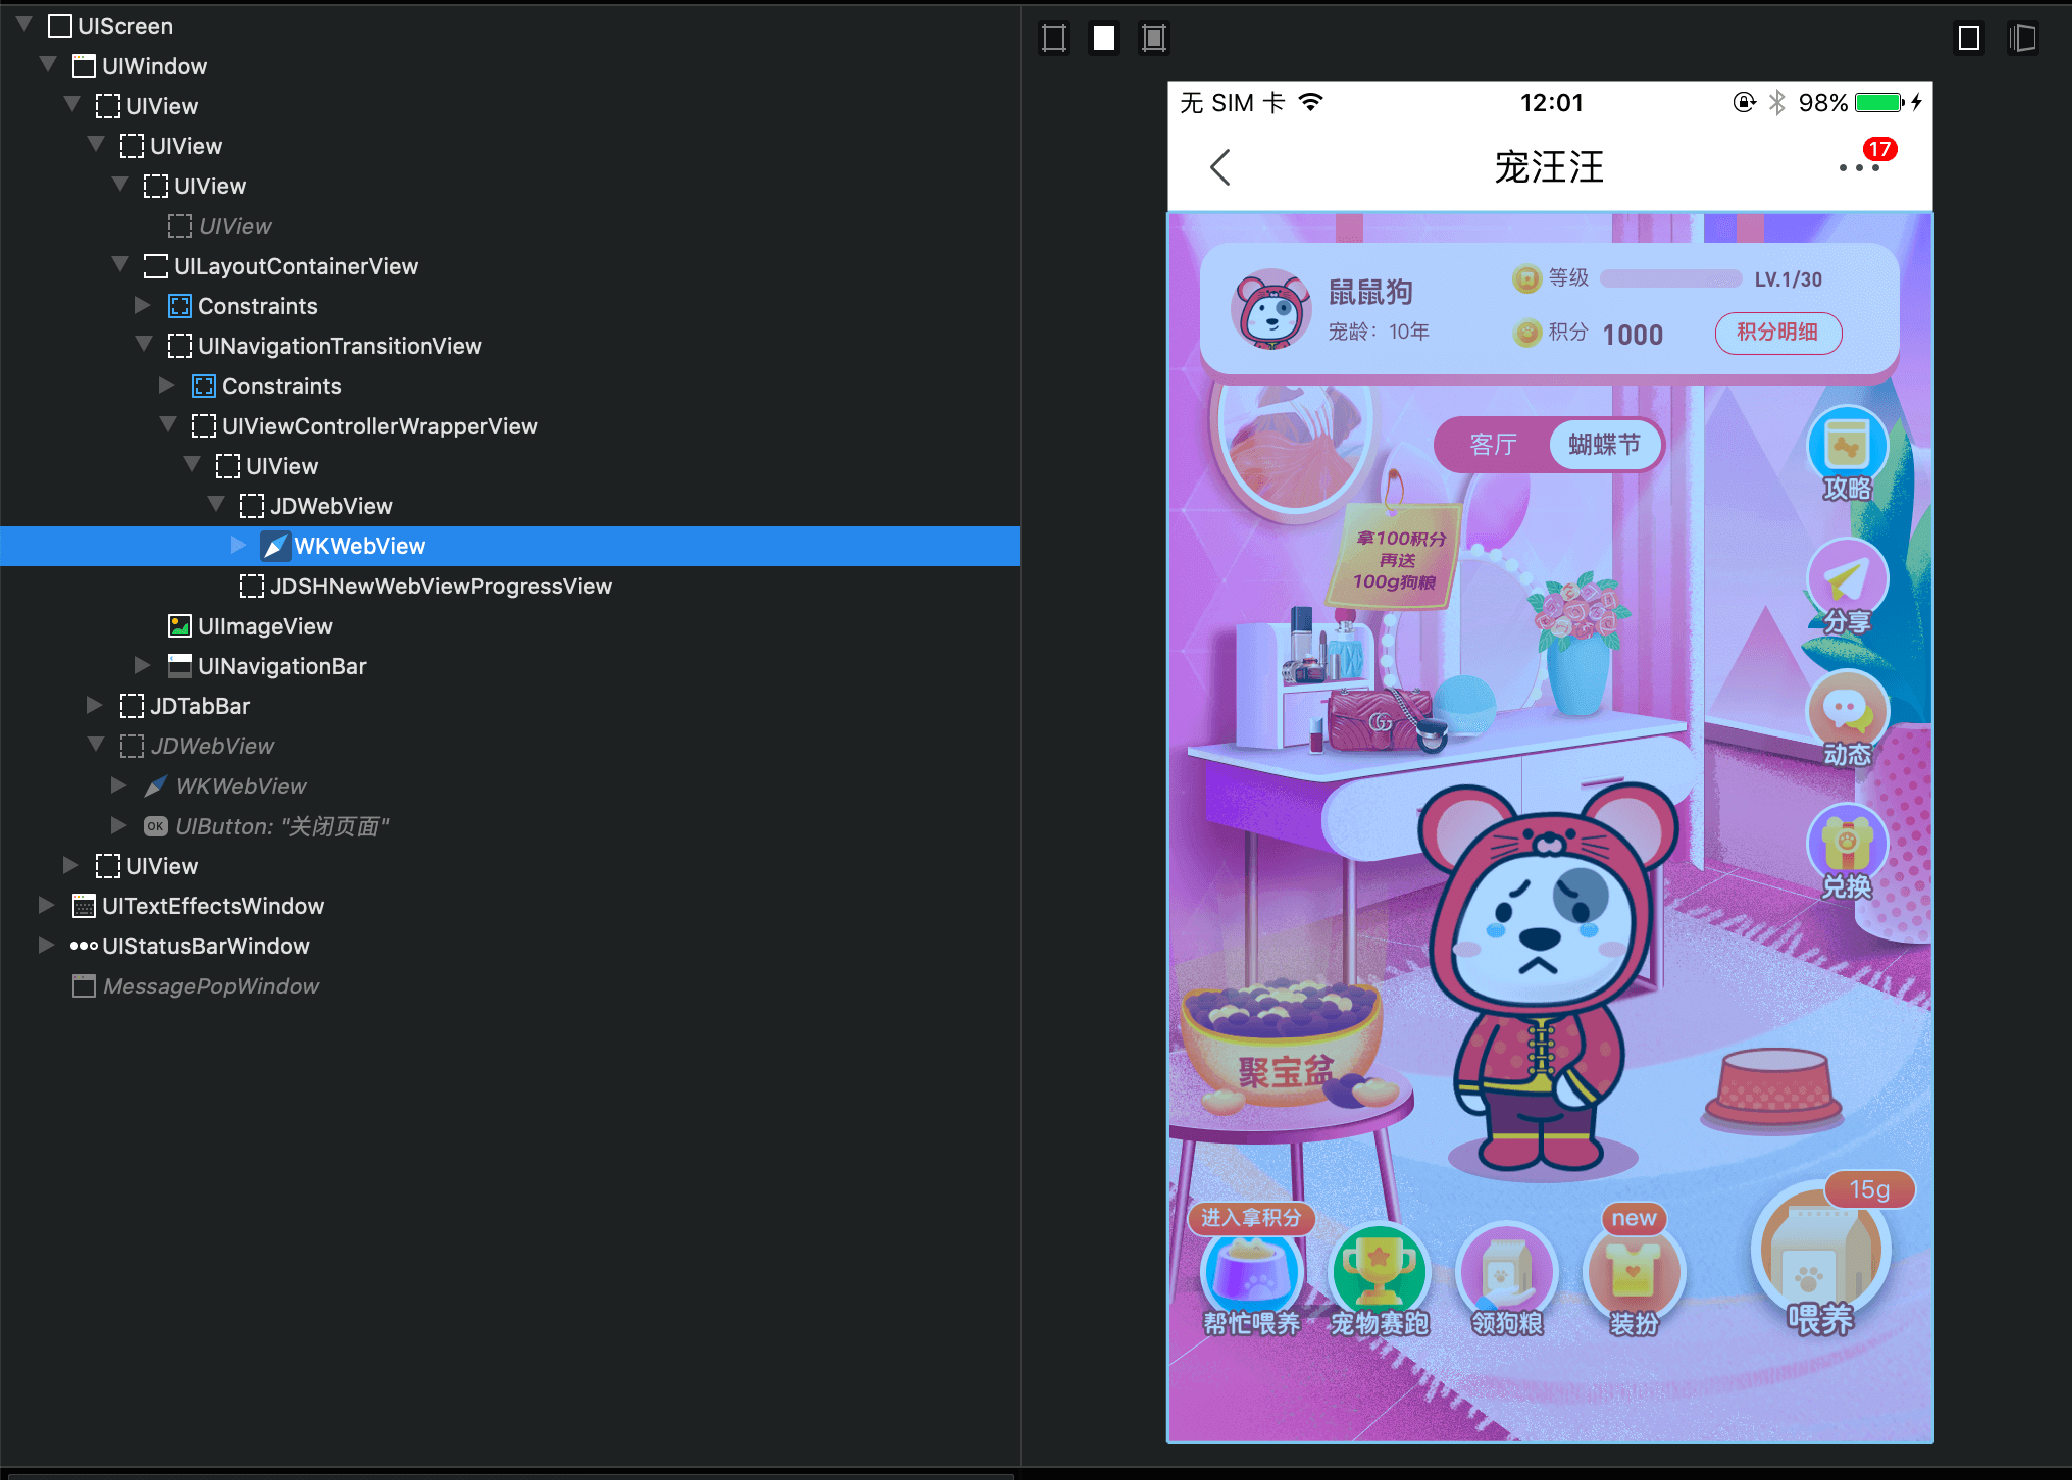 UIScreen
UIWindow
UIView
UIView
UIView
UIView
UILayoutContainerView
Constraints
UINavigationTransitionView
Constraints
UIViewControllerWrapperView
UIView
JDWebView
WKWebView
JDSHNewWebViewProgressView
UIImageView
UINavigationBar
JDTabBar
JDWebView
WKWebView
OK UIButton: "关闭页面"
UIView
UITextEffectsWindow
UIStatusBarWindow
MessagePopWindow
无 SIM 卡 12:01 98%
宠汪汪 17
鼠鼠狗 等级 LV.1/30
宠龄：10年 积分 1000 积分明细
客厅 蝴蝶节
攻略
拿100积分
再送
100g狗粮
分享
动态
兑换
聚宝盆
15g
进入拿积分 new
帮忙喂养 宠物赛跑 领狗粮 装扮 喂养